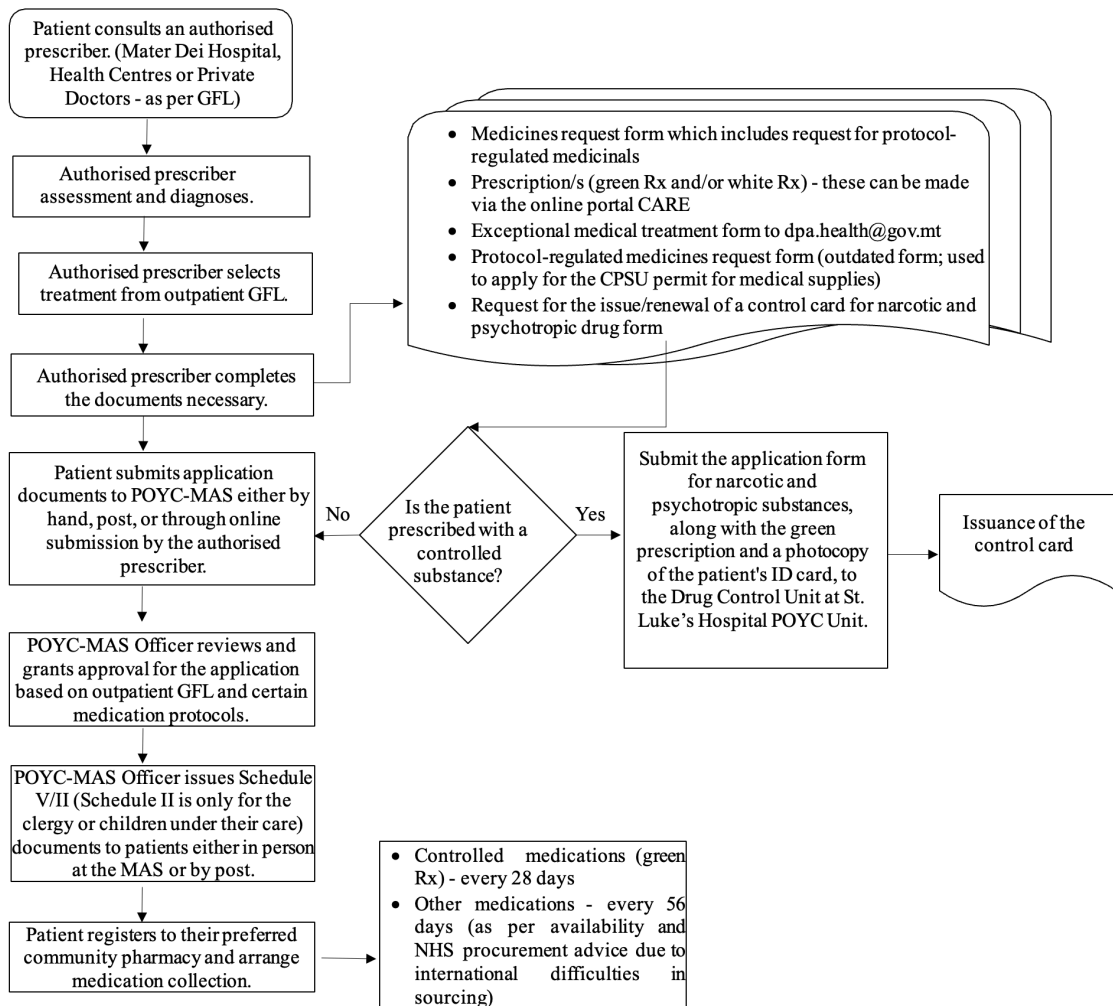 Patient consults an authorised
prescriber. (Mater Dei Hospital,
Health Centres or Private
Doctors - as per GFL)
Authorised prescriber
assessment and diagnoses.
Authorised prescriber selects
treatment from outpatient GFL.
Authorised prescriber completes
the documents necessary.
• Medicines request form which includes request for protocol-
regulated medicinals
• Prescription/s (green Rx and/or white Rx) - these can be made
via the online portal CARE
• Exceptional medical treatment form to dpa.health@gov.mt
• Protocol-regulated medicines request form (outdated form; used
to apply for the CPSU permit for medical supplies)
• Request for the issue/renewal of a control card for narcotic and
psychotropic drug form
Patient submits application
documents to POYC-MAS either by
hand, post, or through online
submission by the authorised
prescriber.
No
Is the patient
prescribed with a
controlled
substance?
Yes
Submit the application form
for narcotic and
psychotropic substances,
along with the green
prescription and a photocopy
of the patient's ID card, to
the Drug Control Unit at St.
Luke's Hospital POYC Unit.
Issuance of the
control card
POYC-MAS Officer reviews and
grants approval for the application
based on outpatient GFL and certain
medication protocols.
POYC-MAS Officer issues Schedule
V/II (Schedule II is only for the
clergy or children under their care)
documents to patients either in person
at the MAS or by post.
Patient registers to their preferred
community pharmacy and arrange
medication collection.
• Controlled medications (green
Rx) - every 28 days
• Other medications - every 56
days (as per availability and
NHS procurement advice due to
international difficulties in
sourcing)